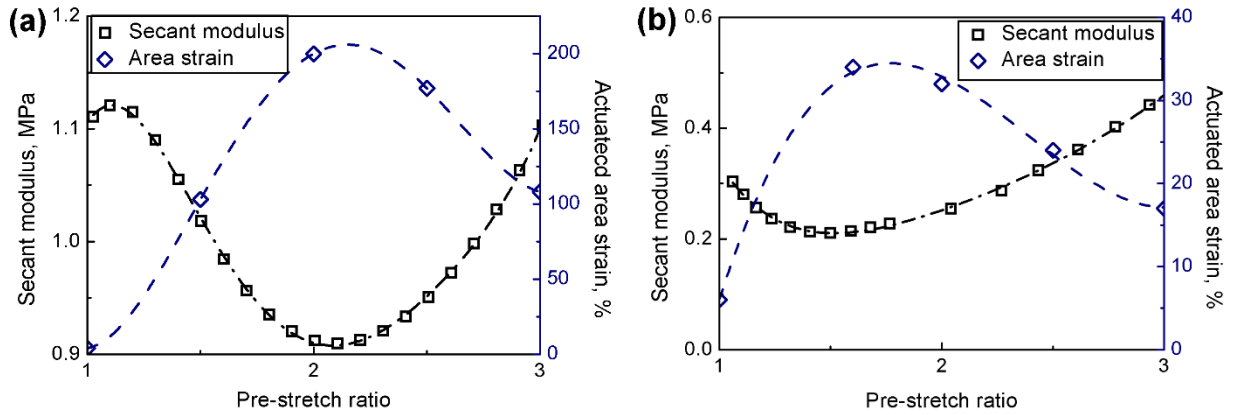 (a)
Secant modulus
Area strain
Secant modulus, MPa
1.2
1.1
1.0
0.9
200
150
100
50
0
Actuatecd area strain, %
1
2
3
Pre-stretch ratio
(b)
Secant modulus
Area strain
Secant modulus, MPa
0.6
0.4
0.2
0.0
40
30
20
10
0
Actuated area strain, %
1
2
3
Pre-stretch ratio